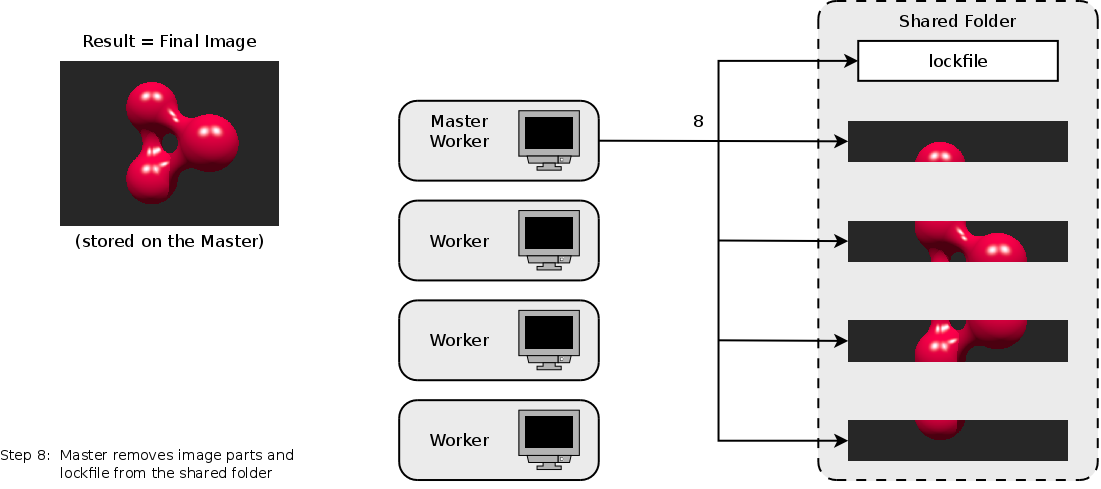 Result = Final Image
(stored on the Master)
Master
Worker
Worker
Worker
Worker
8
Shared Folder
lockfile
Step 8: Master removes image parts and
lockfile from the shared folder